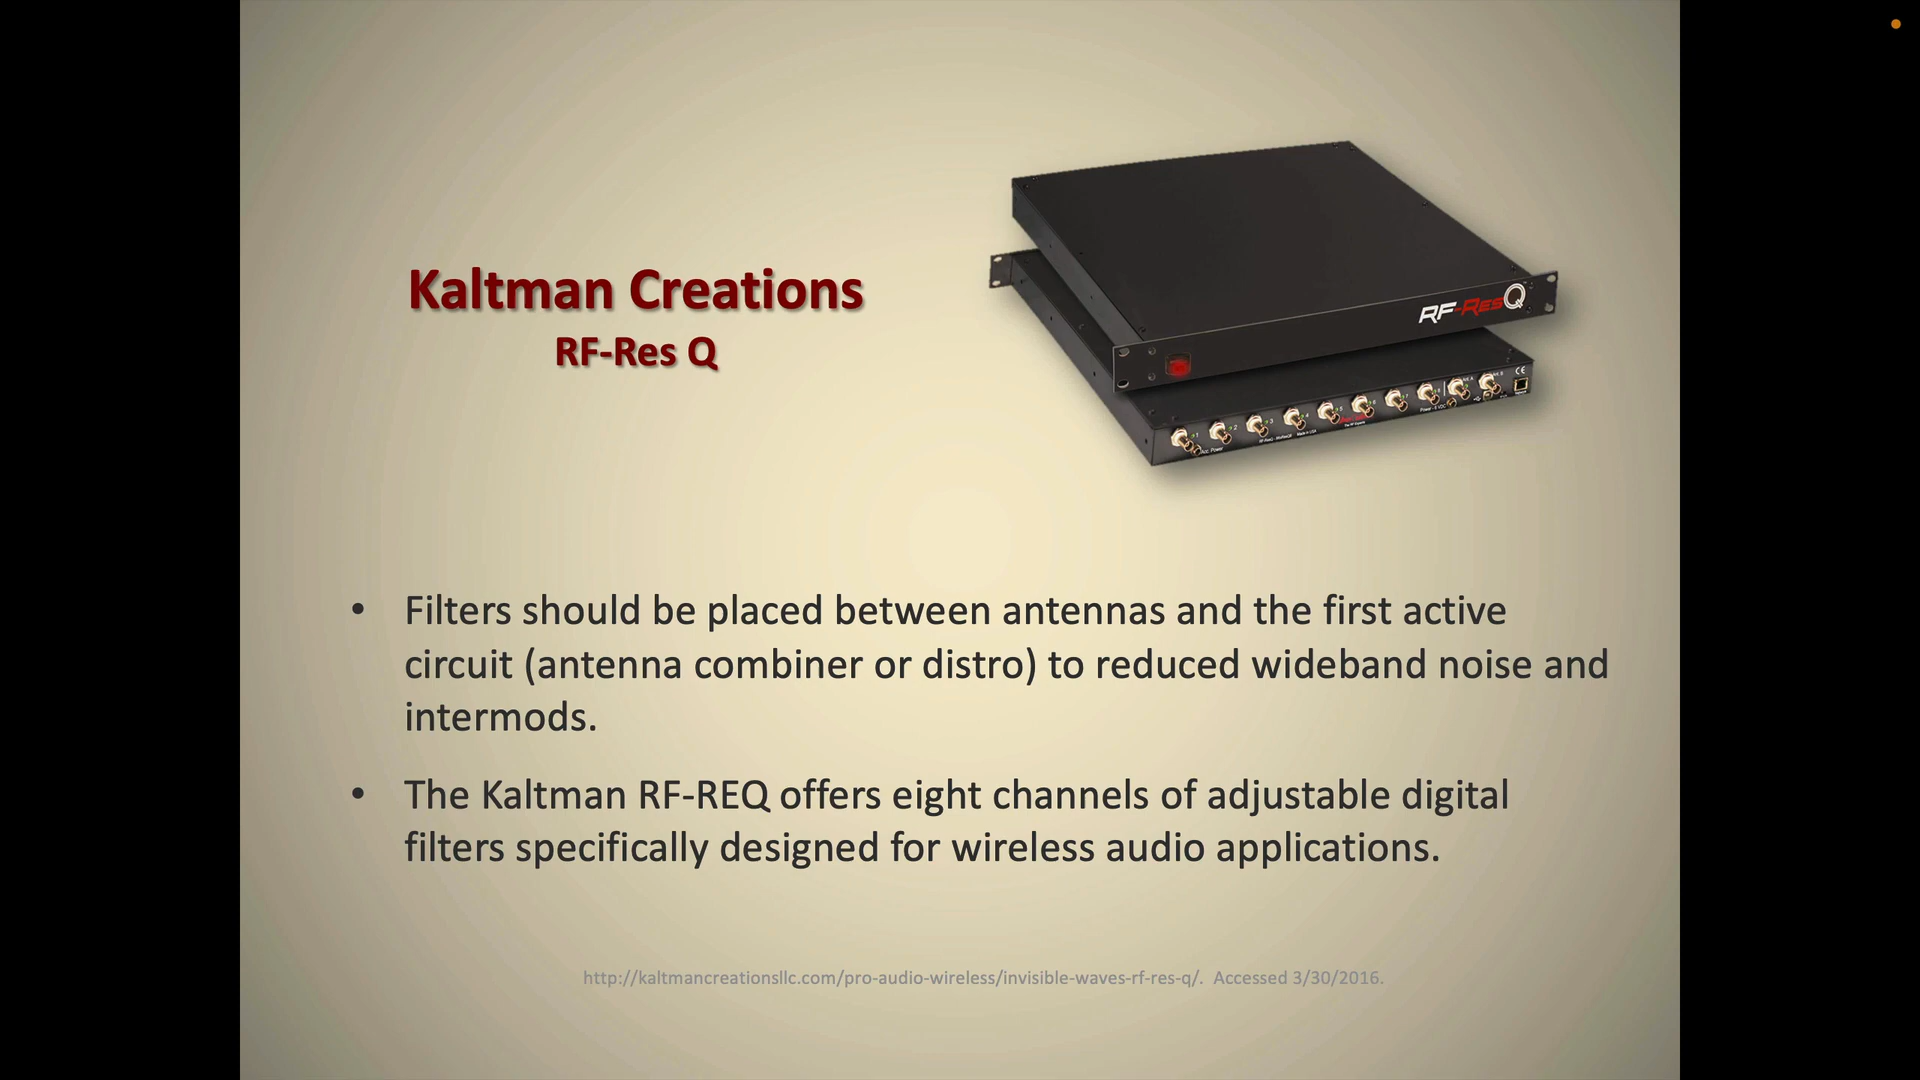 Kaltman Creations
RF-Res Q
RF-ResQ
Filters should be placed between antennas and the first active
circuit (antenna combiner or distro) to reduced wideband noise and
intermods.
The Kaltman RF-REQ offers eight channels of adjustable digital
filters specifically designed for wireless audio applications.
http://kaltmancreationsllc.com/pro-audio-wireless/invisible-waves-rf-res-q/. Accessed 3/30/2016.